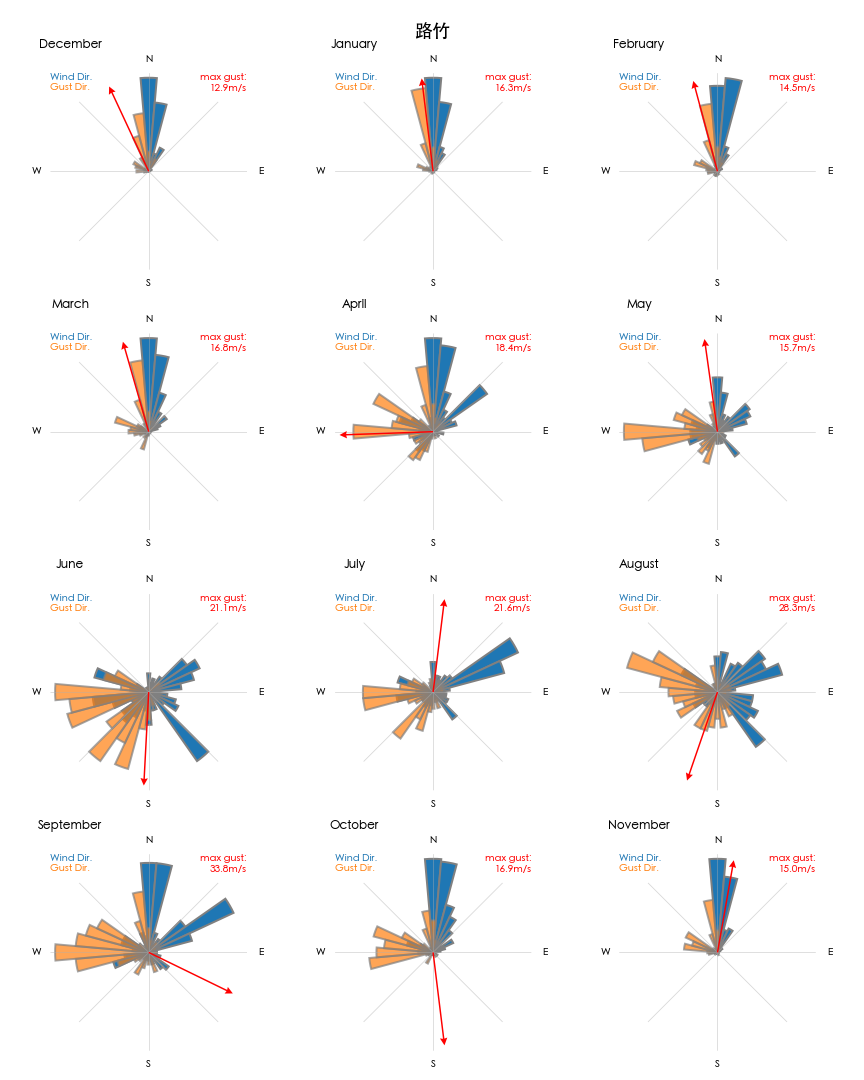 路竹
December January February
N N N
Wind Dir. max gust: Wind Dir. max gust: Wind Dir. max gust:
Gust Dir. 12.9m/s Gust Dir. 16.3m/s Gust Dir. 14.5m/s
W E W E W E
S S S
March April May
N N N
Wind Dir. max gust: Wind Dir. max gust: Wind Dir. max gust:
Gust Dir. 16.8m/s Gust Dir. 18.4m/s Gust Dir. 15.7m/s
W E W E W E
S S S
June July August
N N N
Wind Dir. max gust: Wind Dir. max gust: Wind Dir. max gust:
Gust Dir. 21.1m/s Gust Dir. 21.6m/s Gust Dir. 28.3m/s
W E W E W E
S S S
September October November
N N N
Wind Dir. max gust: Wind Dir. max gust: Wind Dir. max gust:
Gust Dir. 33.8m/s Gust Dir. 16.9m/s Gust Dir. 15.0m/s
W E W E W E
S S S